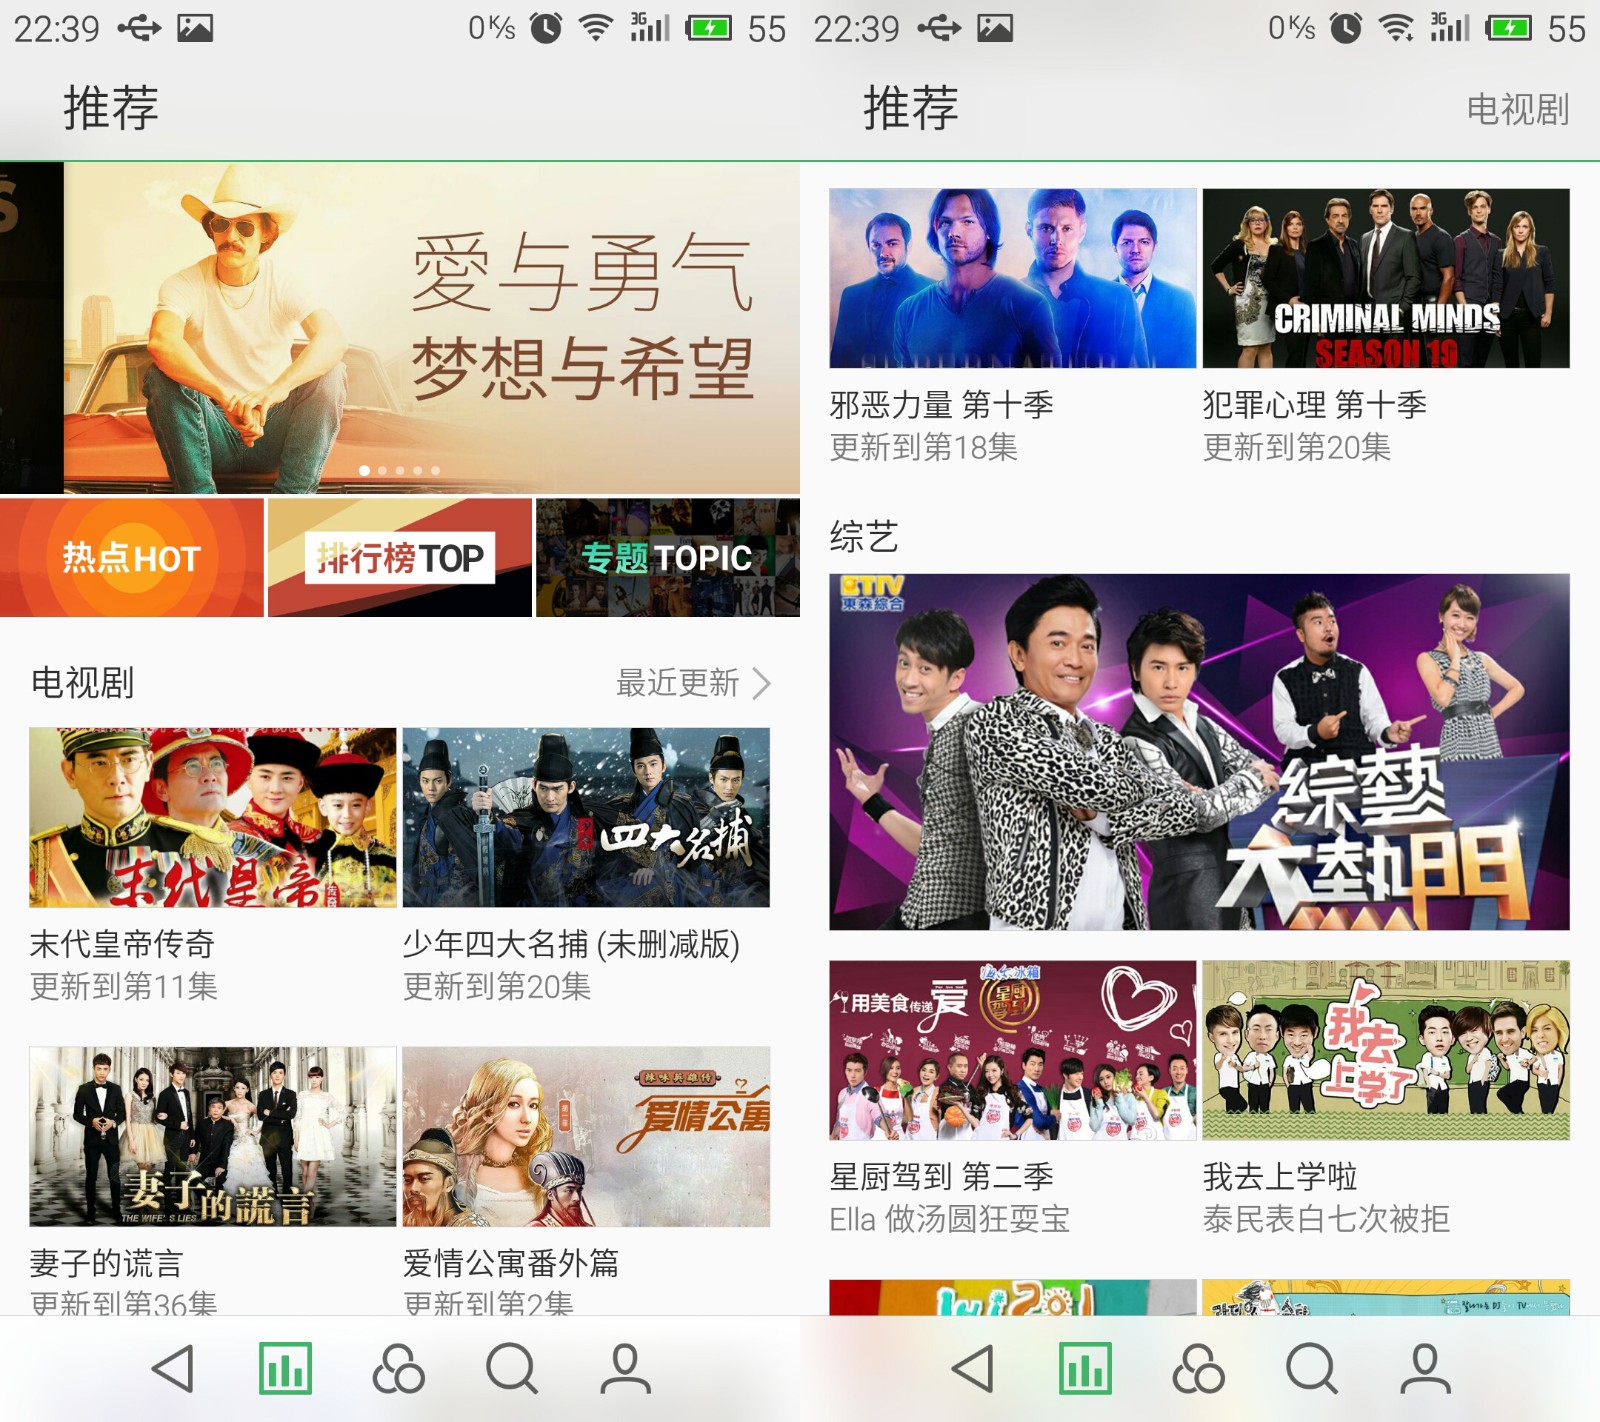 22:39
0K/s
3G
55
推荐
愛与勇气
梦想与希望
热点HOT
排行榜TOP
专题TOPIC
电视剧
最近更新
末代皇帝
传奇
四大名捕
末代皇帝传奇
更新到第11集
少年四大名捕 (未删减版)
更新到第20集
妻子的谎言
THE WIFE'S LIES
爱情公寓
妻子的谎言
更新到第36集
爱情公寓番外篇
更新到第2集
22:39
0K/s
3G
55
推荐
电视剧
CRIMINAL MINDS
SEASON 10
邪恶力量 第十季
更新到第18集
犯罪心理 第十季
更新到第20集
综艺
ETTV
東森綜合
綜藝
大熱門
用美食传递爱
星厨驾到
我去
上学了
星厨驾到 第二季
Ella 做汤圆狂耍宝
我去上学啦
泰民表白七次被拒